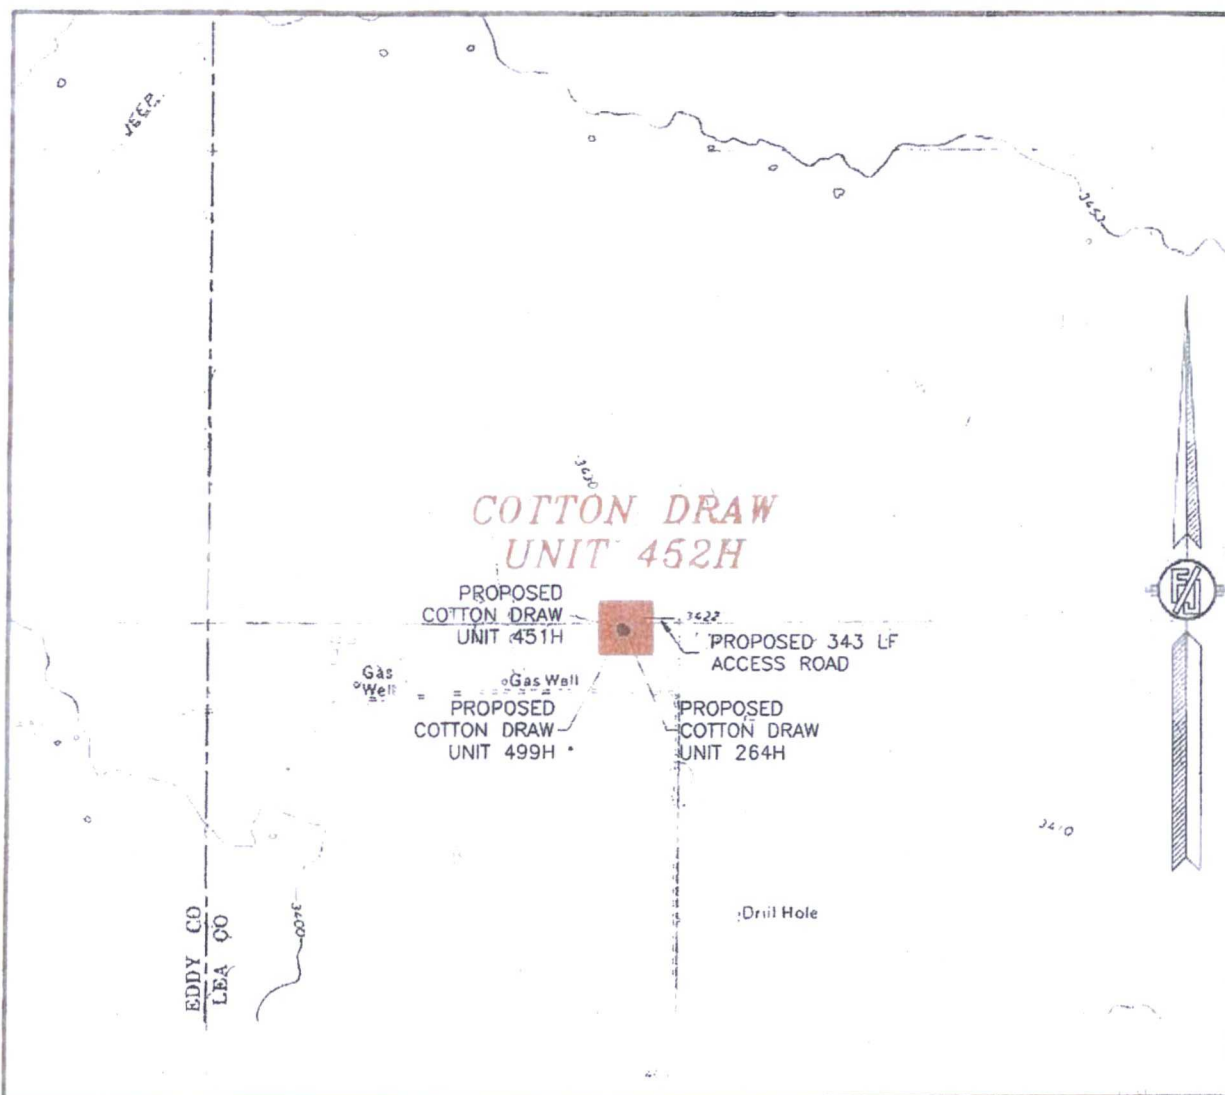 JEEP
3453
3430
COTTON DRAW
UNIT 452H
PROPOSED
COTTON DRAW
UNIT 451H
3422
PROPOSED 343 LF
ACCESS ROAD
Gas
Well
Gas Well
PROPOSED
COTTON DRAW
UNIT 499H
PROPOSED
COTTON DRAW
UNIT 264H
3410
Drill Hole
3400
EDDY CO
LEA CO